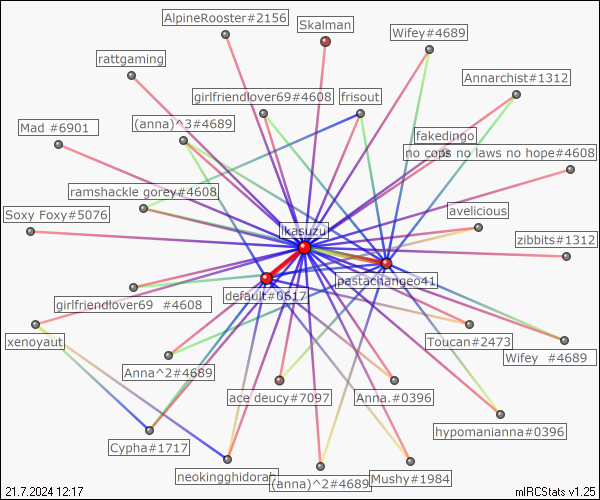 AlpineRooster#2156
Skalman
Wifey#4689
rattgaming
Annarchist#1312
girlfriendlover69#4608
frisout
Mad #6901
(anna)^3#4689
fakedingo
no cops no laws no hope#4608
ramshackle gorey#4608
Soxy Foxy#5076
avelicious
ikasuzu
zibbits#1312
pastachangeo41
default#0617
girlfriendlover69 #4608
xenoyaut
Toucan#2473
Wifey #4689
Anna^2#4689
ace deucy#7097
Anna.#0396
hypomanianna#0396
Cypha#1717
neokingghidorah
(anna)^2#4689
Mushy#1984
21.7.2024 12:17
mIRCStats v1.25